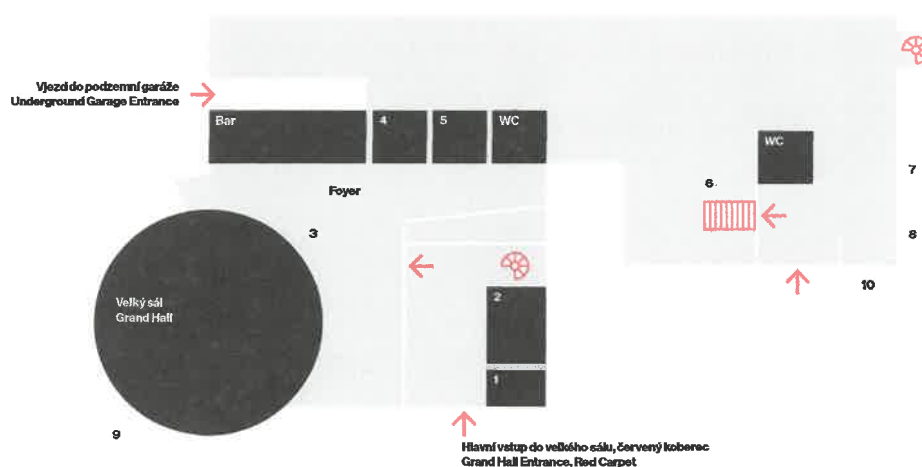 Vjezd do podzemní garáže
Underground Garage Entrance
Bar
4
5
WC
WC
7
6
Foyer
3
8
10
Velký sál
Grand Hall
2
1
9
Hlavní vstup do velkého sálu, červený koberec
Grand Hall Entrance, Red Carpet